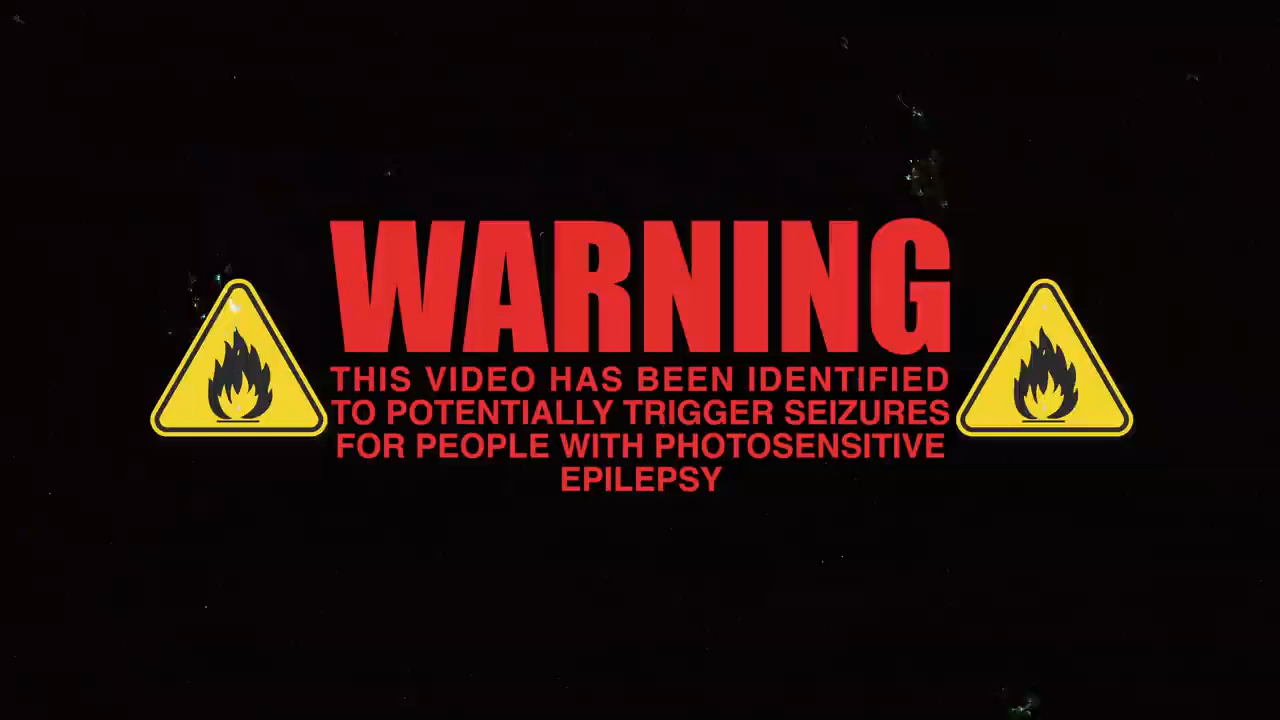 WARNING
THIS VIDEO HAS BEEN IDENTIFIED
TO POTENTIALLY TRIGGER SEIZURES
FOR PEOPLE WITH PHOTOSENSITIVE
EPILEPSY